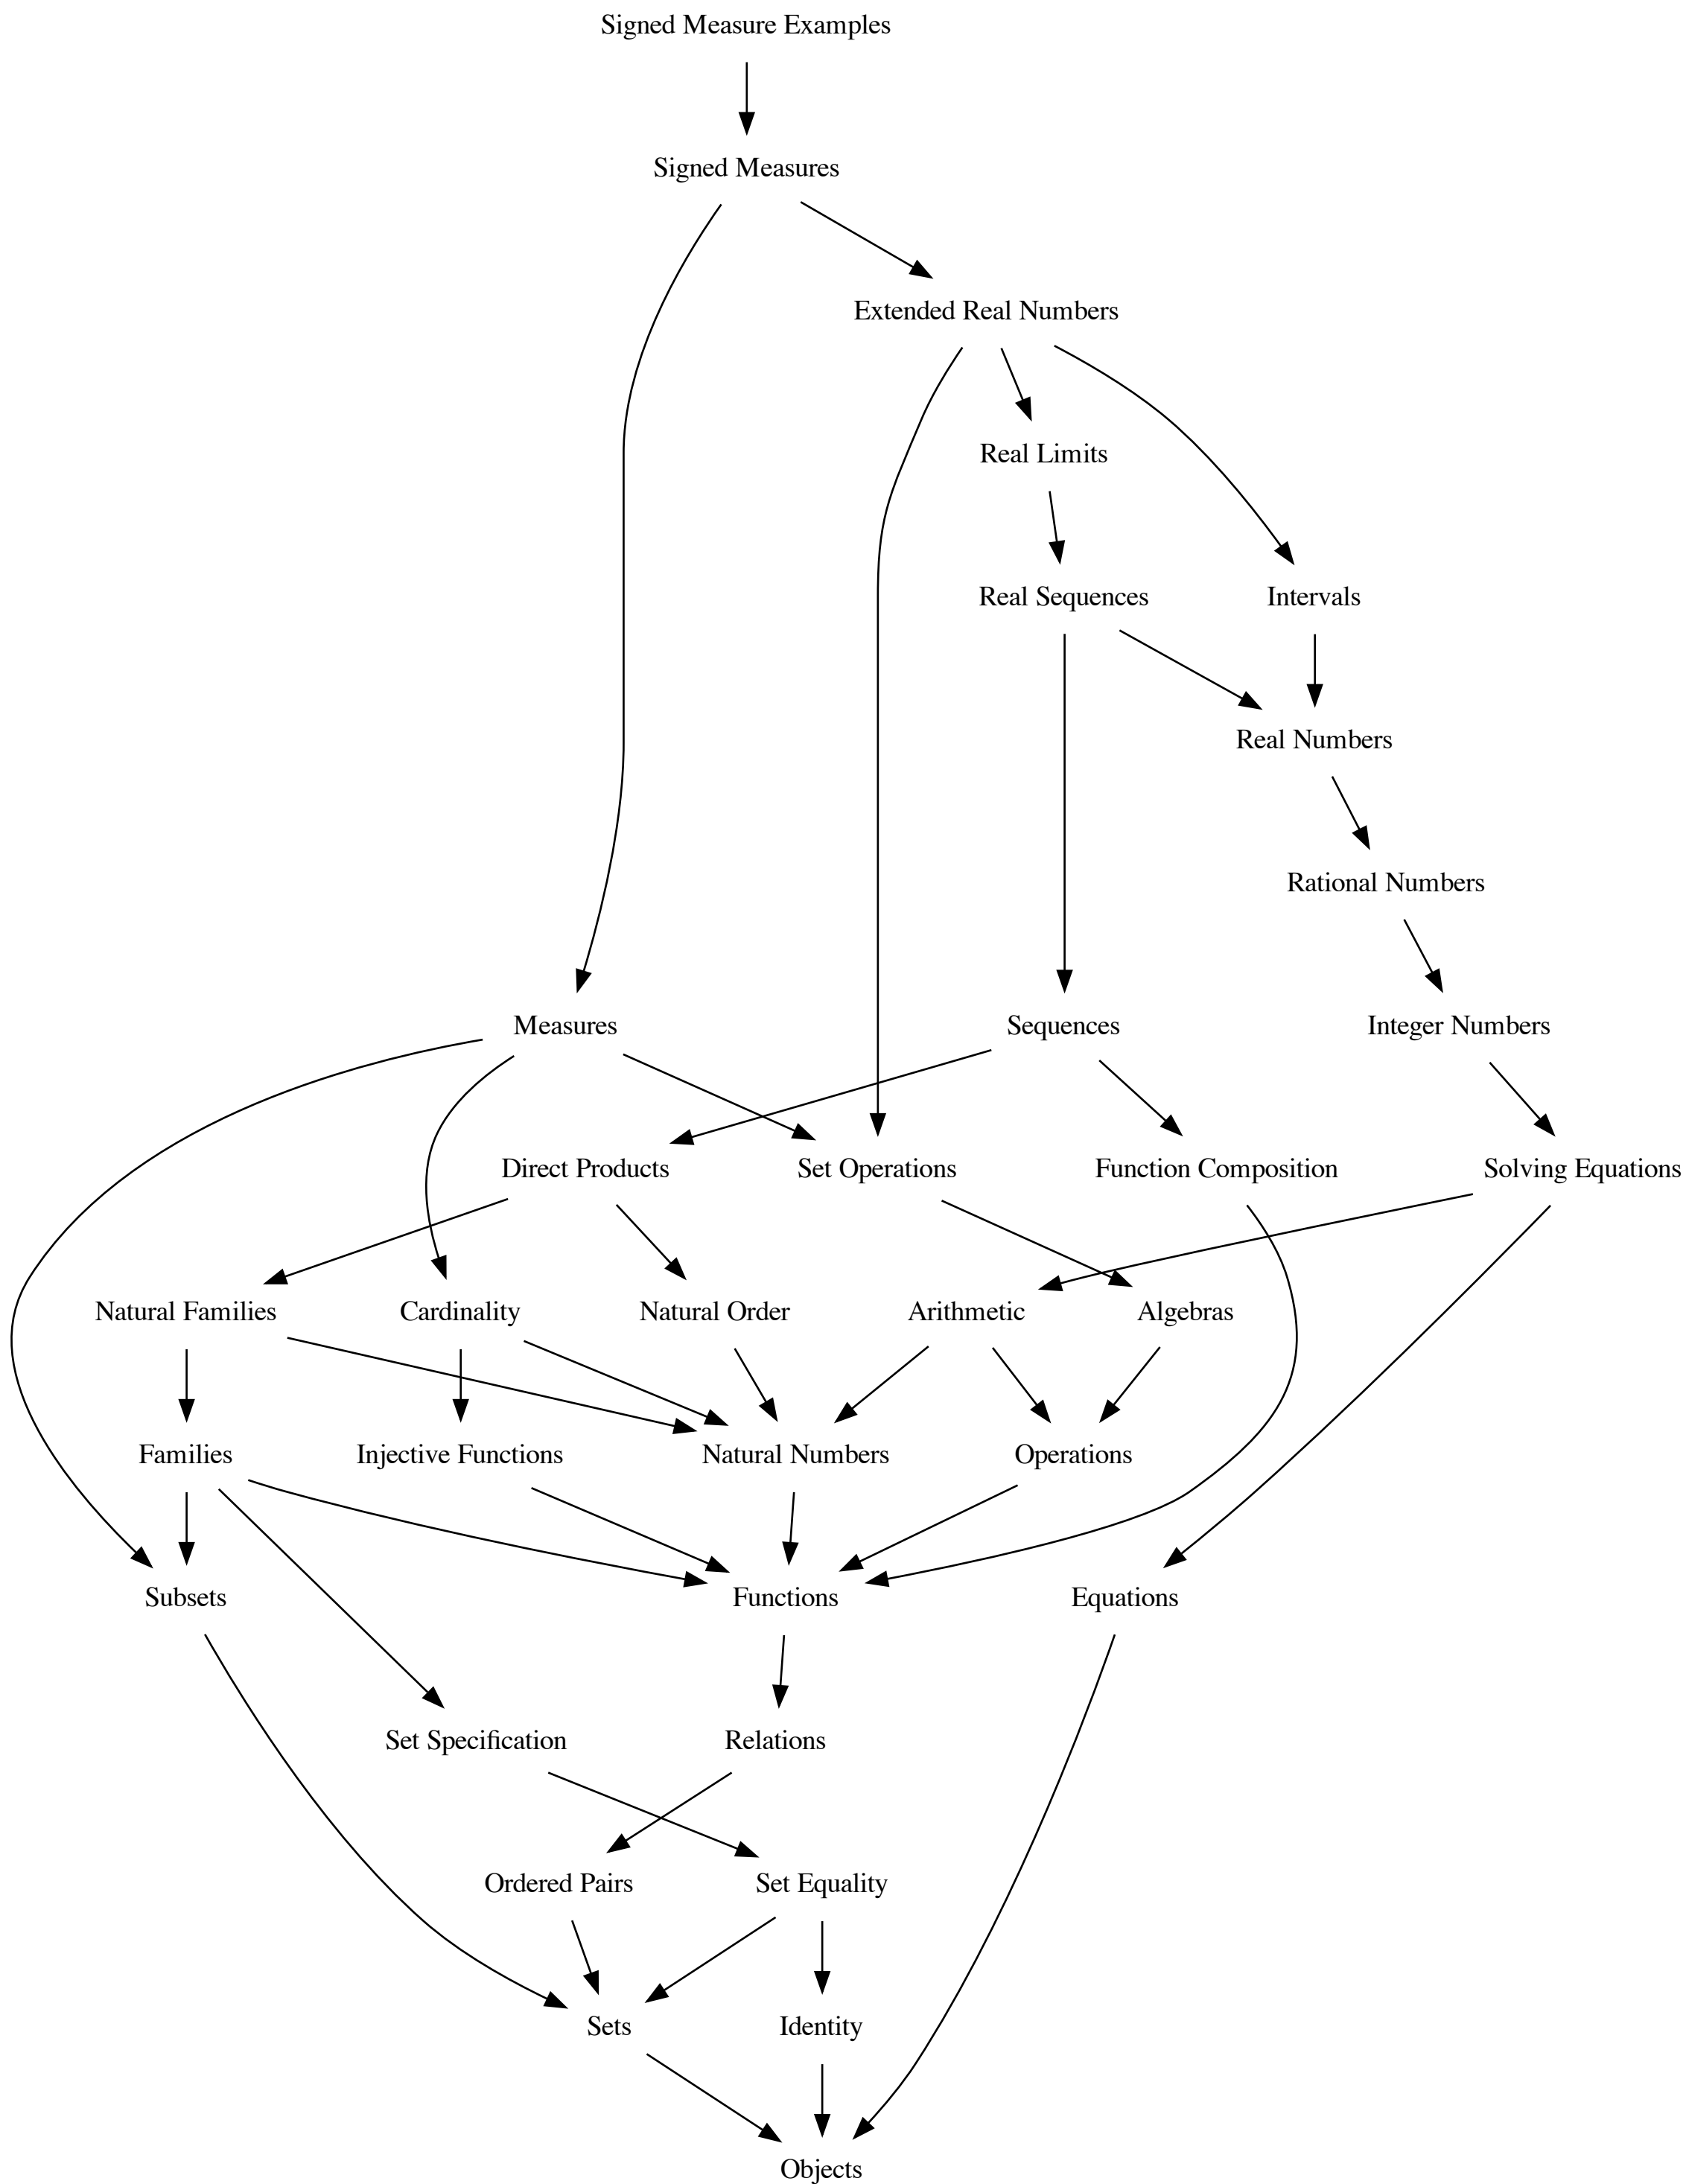 Signed Measure Examples
Signed Measures
Extended Real Numbers
Real Limits
Real Sequences
Intervals
Real Numbers
Rational Numbers
Measures
Sequences
Integer Numbers
Direct Products
Set Operations
Function Composition
Solving Equations
Natural Families
Cardinality
Natural Order
Arithmetic
Algebras
Families
Injective Functions
Natural Numbers
Operations
Subsets
Functions
Equations
Set Specification
Relations
Ordered Pairs
Set Equality
Sets
Identity
Objects